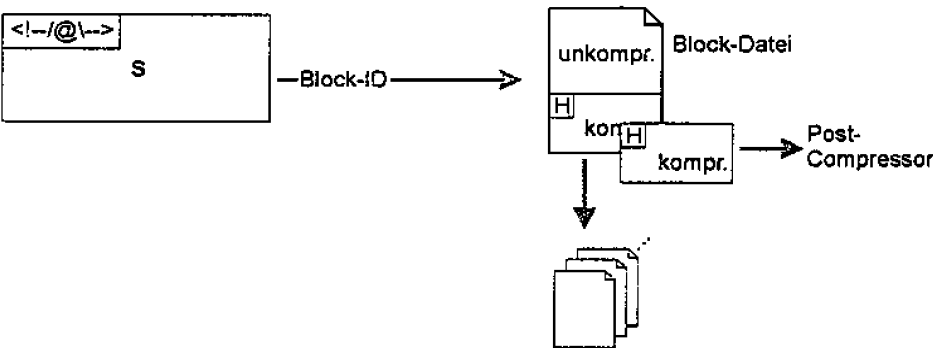 <!--/@\-->
S
Block-ID
unkompr.
Block-Datei
H
kom
H
kompr.
Post-
Compressor